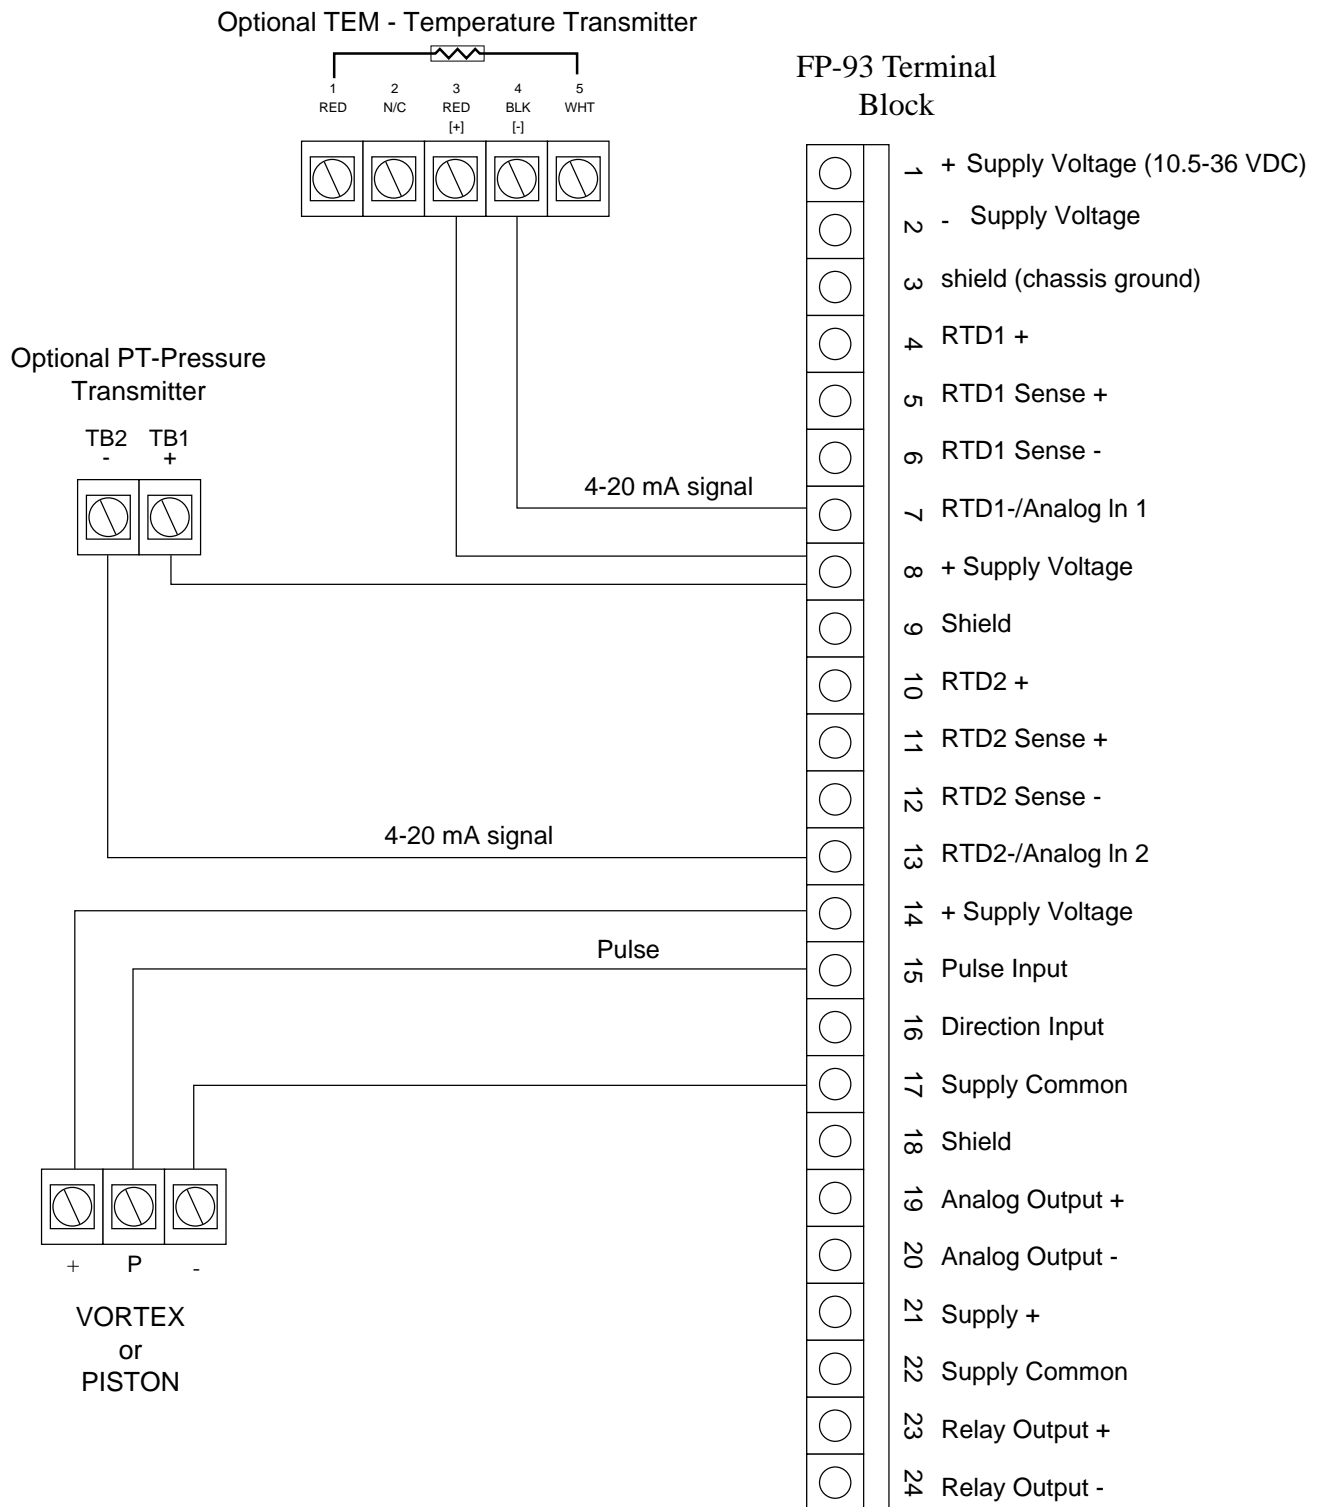 Optional TEM - Temperature Transmitter
1 2 3 4 5
RED N/C RED BLK WHT
[+] [-]
FP-93 Terminal
Block
Optional PT-Pressure
Transmitter
TB2 TB1
- +
4-20 mA signal
4-20 mA signal
Pulse
+ P -
VORTEX
or
PISTON
1 + Supply Voltage (10.5-36 VDC)
2 - Supply Voltage
3 shield (chassis ground)
4 RTD1 +
5 RTD1 Sense +
6 RTD1 Sense -
7 RTD1-/Analog In 1
8 + Supply Voltage
9 Shield
10 RTD2 +
11 RTD2 Sense +
12 RTD2 Sense -
13 RTD2-/Analog In 2
14 + Supply Voltage
15 Pulse Input
16 Direction Input
17 Supply Common
18 Shield
19 Analog Output +
20 Analog Output -
21 Supply +
22 Supply Common
23 Relay Output +
24 Relay Output -